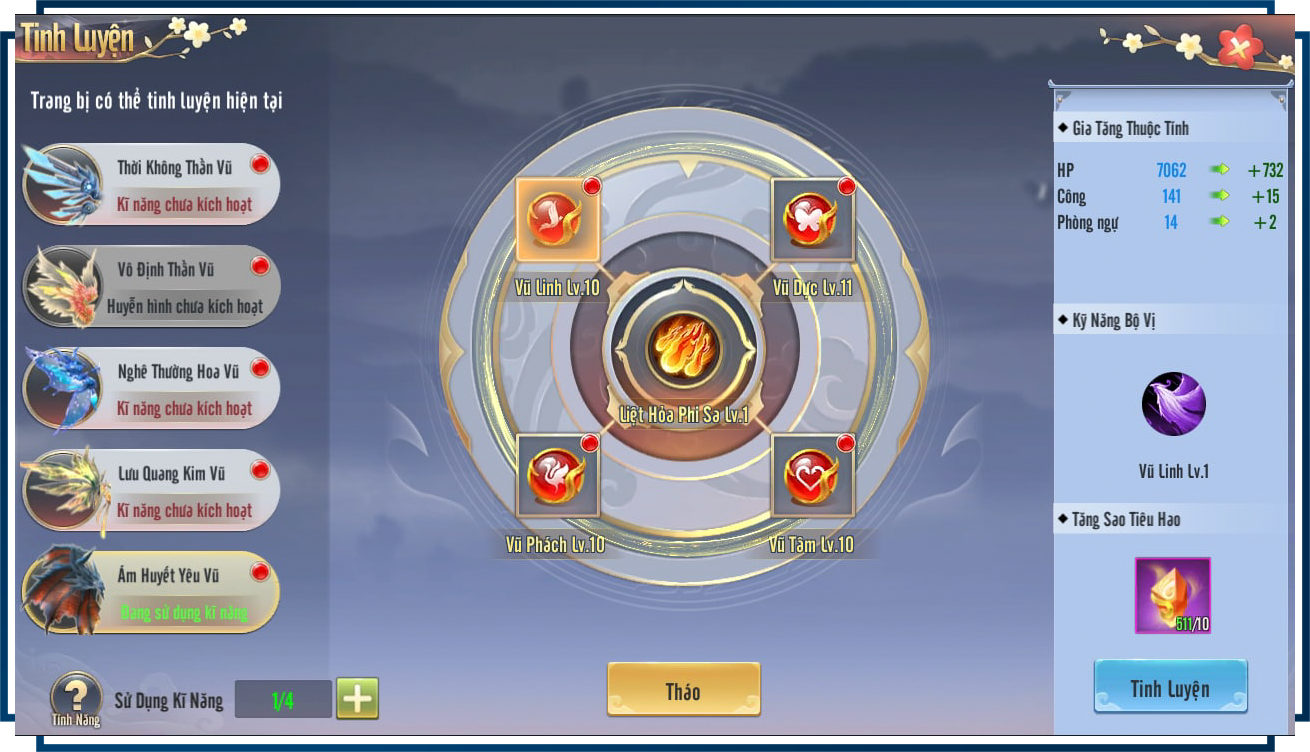 Tinh Luyện
Trang bị có thể tinh luyện hiện tại
Thời Không Thần Vũ
Kĩ năng chưa kích hoạt
Vô Định Thần Vũ
Huyễn hình chưa kích hoạt
Nghê Thường Hoa Vũ
Kĩ năng chưa kích hoạt
Lưu Quang Kim Vũ
Kĩ năng chưa kích hoạt
Ám Huyết Yêu Vũ
Đang sử dụng kĩ năng
?
Tính Năng
Sử Dụng Kĩ Năng
1/4
Vũ Linh Lv.10
Vũ Dực Lv.11
Liệt Hỏa Phi Sa Lv.1
Vũ Phách Lv.10
Vũ Tâm Lv.10
Tháo
Gia Tăng Thuộc Tính
HP 7062 +732
Công 141 +15
Phòng ngự 14 +2
Kỹ Năng Bộ Vị
Vũ Linh Lv.1
Tăng Sao Tiêu Hao
511/10
Tinh Luyện